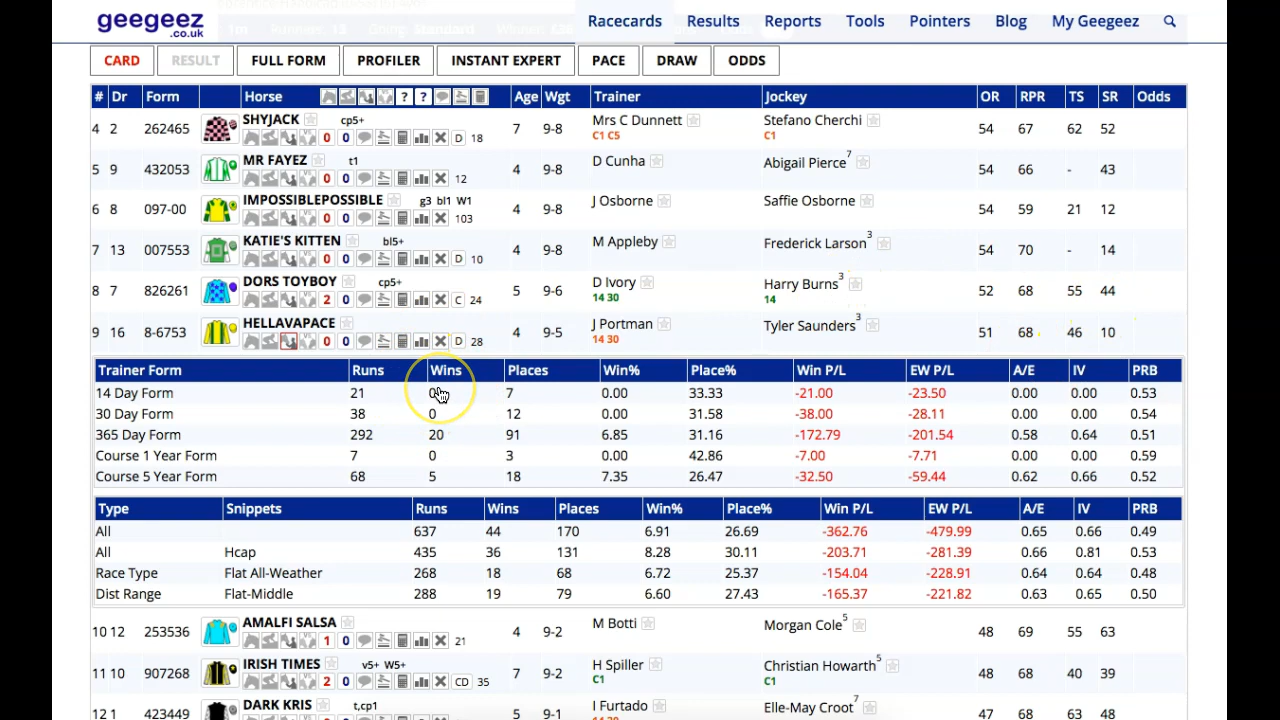 geegeez
.co.uk
Racecards Results Reports Tools Pointers Blog My Geegeez
CARD RESULT FULL FORM PROFILER INSTANT EXPERT PACE DRAW ODDS
# Dr Form Horse ? ? Age Wgt Trainer Jockey OR RPR TS SR Odds
4 2 262465 SHYJACK cp5+ 0 0 D 18 7 9-8 Mrs C Dunnett C1 C5 Stefano Cherchi C1 54 67 62 52
5 9 432053 MR FAYEZ t1 0 0 12 4 9-8 D Cunha Abigail Pierce 7 54 66 - 43
6 8 097-00 IMPOSSIBLEPOSSIBLE g3 bl1 W1 0 0 103 4 9-8 J Osborne Saffie Osborne 54 59 21 12
7 13 007553 KATIE'S KITTEN bl5+ 0 0 D 10 4 9-8 M Appleby Frederick Larson 3 54 70 - 14
8 7 826261 DORS TOYBOY cp5+ 2 0 C 24 5 9-6 D Ivory 14 30 Harry Burns 3 14 52 68 55 44
9 16 8-6753 HELLAVAPACE 0 0 D 28 4 9-5 J Portman 14 30 Tyler Saunders 3 51 68 46 10
Trainer Form Runs Wins Places Win% Place% Win P/L EW P/L A/E IV PRB
14 Day Form 21 0 7 0.00 33.33 -21.00 -23.50 0.00 0.00 0.53
30 Day Form 38 0 12 0.00 31.58 -38.00 -28.11 0.00 0.00 0.54
365 Day Form 292 20 91 6.85 31.16 -172.79 -201.54 0.58 0.64 0.51
Course 1 Year Form 7 0 3 0.00 42.86 -7.00 -7.71 0.00 0.00 0.59
Course 5 Year Form 68 5 18 7.35 26.47 -32.50 -59.44 0.62 0.66 0.52
Type Snippets Runs Wins Places Win% Place% Win P/L EW P/L A/E IV PRB
All 637 44 170 6.91 26.69 -362.76 -479.99 0.65 0.66 0.49
All Hcap 435 36 131 8.28 30.11 -203.71 -281.39 0.66 0.81 0.53
Race Type Flat All-Weather 268 18 68 6.72 25.37 -154.04 -228.91 0.64 0.64 0.48
Dist Range Flat-Middle 288 19 79 6.60 27.43 -165.37 -221.82 0.63 0.65 0.50
10 12 253536 AMALFI SALSA 1 0 21 4 9-2 M Botti Morgan Cole 5 48 69 55 63
11 10 907268 IRISH TIMES v5+ W5+ 2 0 CD 35 7 9-2 H Spiller C1 Christian Howarth 5 C1 48 68 40 39
12 1 423449 DARK KRIS t,cp1 5 9-1 I Furtado Elle-May Croot 7 47 68 63 48